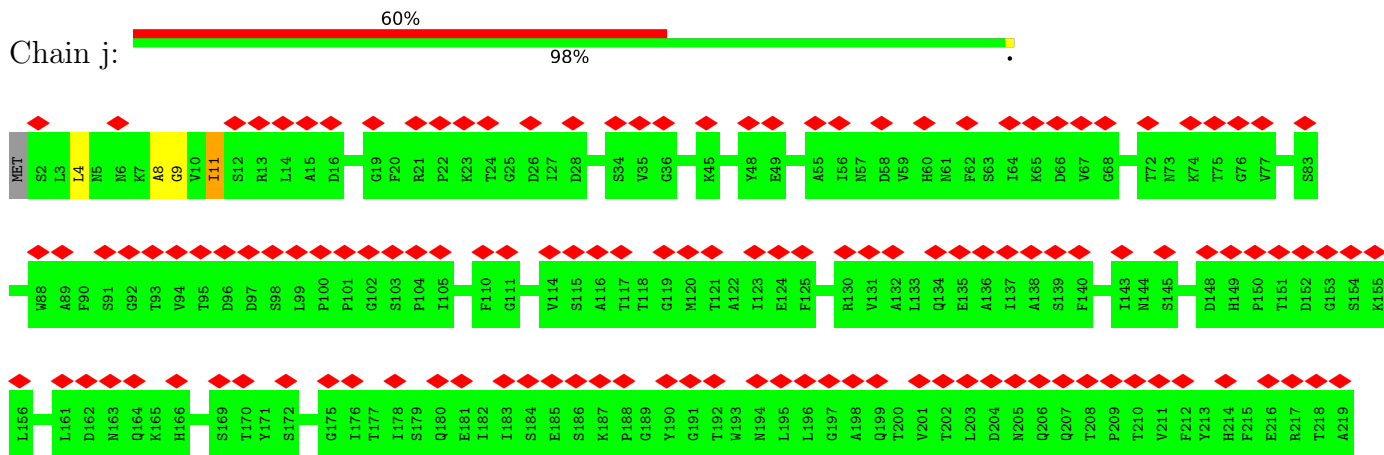 60%
Chain j:
98%
.
MET S2 L3 L4 N5 N6 K7 A8 G9 V10 I11 S12 R13 L14 A15 D16 G19 F20 R21 P22 K23 T24 G25 D26 I27 D28 S34 V35 G36 K45 Y48 E49 A55 I56 N57 D58 V59 H60 N61 F62 S63 I64 K65 D66 V67 G68 T72 N73 K74 T75 G76 V77 S83
W88 A89 F90 S91 G92 T93 V94 T95 D96 D97 S98 L99 P100 P101 G102 S103 P104 I105 F110 G111 V114 S115 A116 T117 T118 G119 M120 T121 A122 I123 E124 F125 R130 V131 A132 L133 Q134 E135 A136 I137 A138 S139 F140 I143 N144 S145 D148 H149 P150 T151 D152 G153 S154 K155
L156 L161 D162 N163 Q164 K165 H166 S169 T170 Y171 S172 G175 I176 T177 I178 S179 Q180 E181 I182 I183 S184 E185 S186 K187 P188 G189 Y190 G191 T192 W193 N194 L195 L196 G197 A198 Q199 T200 V201 T202 L203 D204 N205 Q206 Q207 T208 P209 T210 V211 F212 Y213 H214 F215 E216 R217 T218 A219